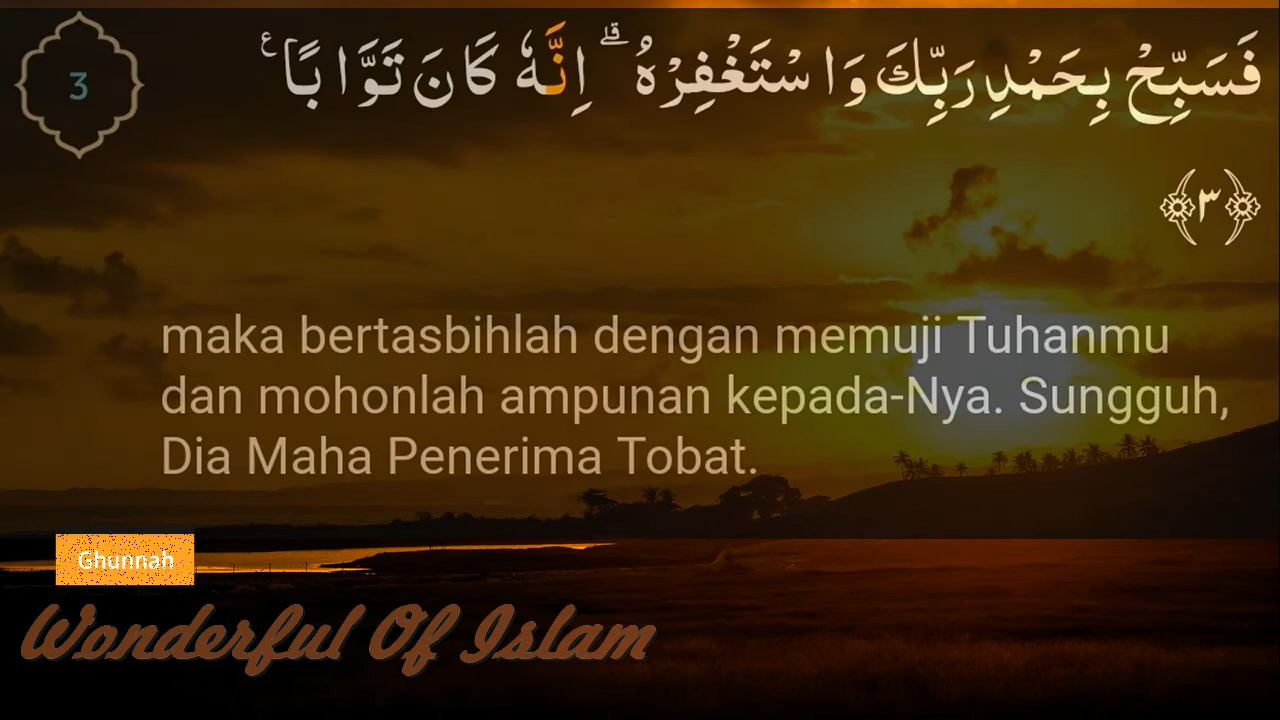 3
فَسَبِّحْ بِحَمْدِ رَبِّكَ وَاسْتَغْفِرْهُ ۗ اِنَّهٗ كَانَ تَوَّابًا ࣖ
﴿٣﴾
maka bertasbihlah dengan memuji Tuhanmu
dan mohonlah ampunan kepada-Nya. Sungguh,
Dia Maha Penerima Tobat.
Ghunnah
Wonderful Of Islam